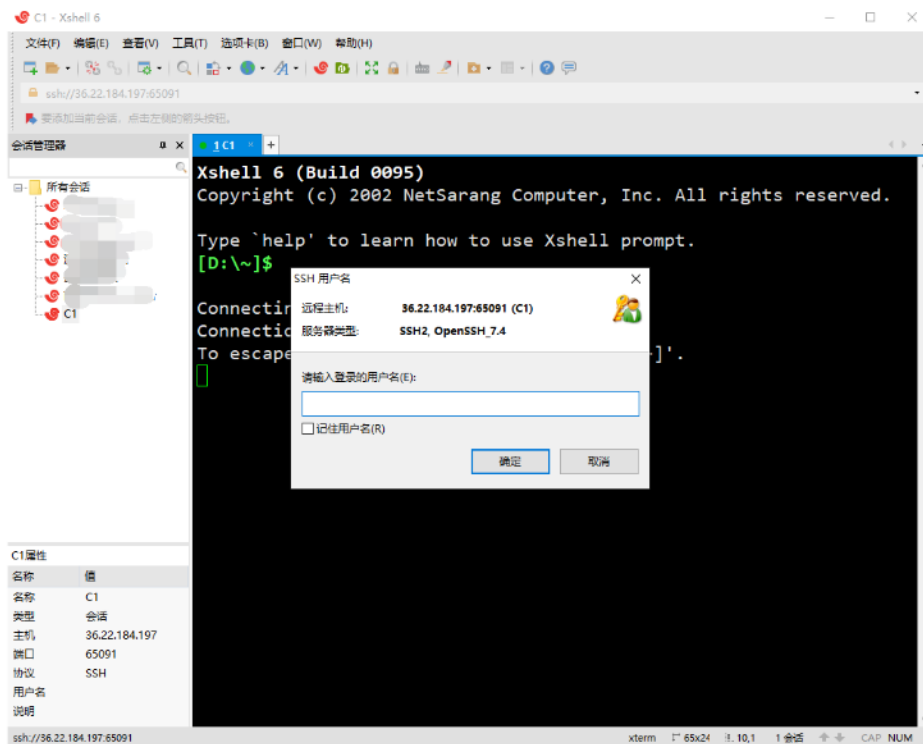 C1 - Xshell 6
文件(F) 编辑(E) 查看(V) 工具(T) 选项卡(B) 窗口(W) 帮助(H)
ssh://36.22.184.197:65091
要添加当前会话，点击左侧的箭头按钮。
会话管理器
1 C1
所有会话
C1
Xshell 6 (Build 0095)
Copyright (c) 2002 NetSarang Computer, Inc. All rights reserved.
Type `help' to learn how to use Xshell prompt.
[D:\~]$
Connectin
Connectio
To escape
]'.
SSH 用户名
远程主机: 36.22.184.197:65091 (C1)
服务器类型: SSH2, OpenSSH_7.4
请输入登录的用户名(E):
记住用户名(R)
确定 取消
C1属性
名称 值
名称 C1
类型 会话
主机 36.22.184.197
端口 65091
协议 SSH
用户名
说明
ssh://36.22.184.197:65091 xterm 65x24 10,1 1 会话 CAP NUM